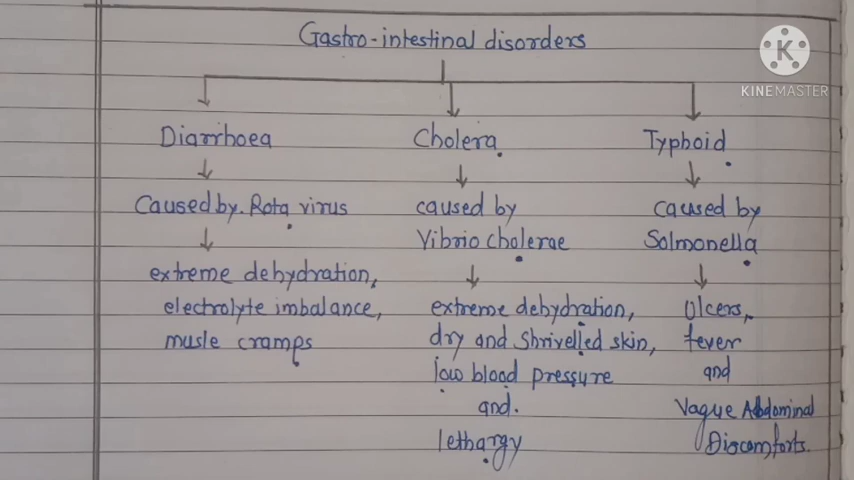 Gastro-intestinal disorders
KINEMASTER
Diarrhoea
Caused by. Rota virus
extreme dehydration,
electrolyte imbalance,
musle cramps
Cholera
caused by
Vibrio cholerae
extreme dehydration,
dry and Shrivelled skin,
low blood pressure
and.
lethargy
Typhoid
caused by
Solmonella
Ulcers,
fever
and
Vague Abdominal
Discomforts.